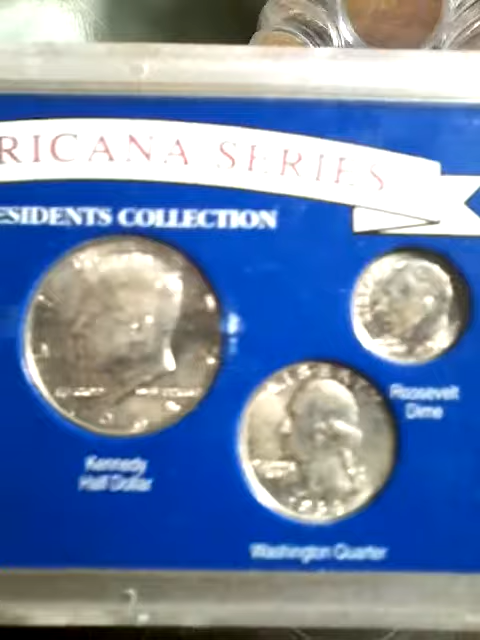 RICANA SERIES
ESIDENTS COLLECTION
Roosevelt
Dime
Kennedy
Half Dollar
Washington Quarter